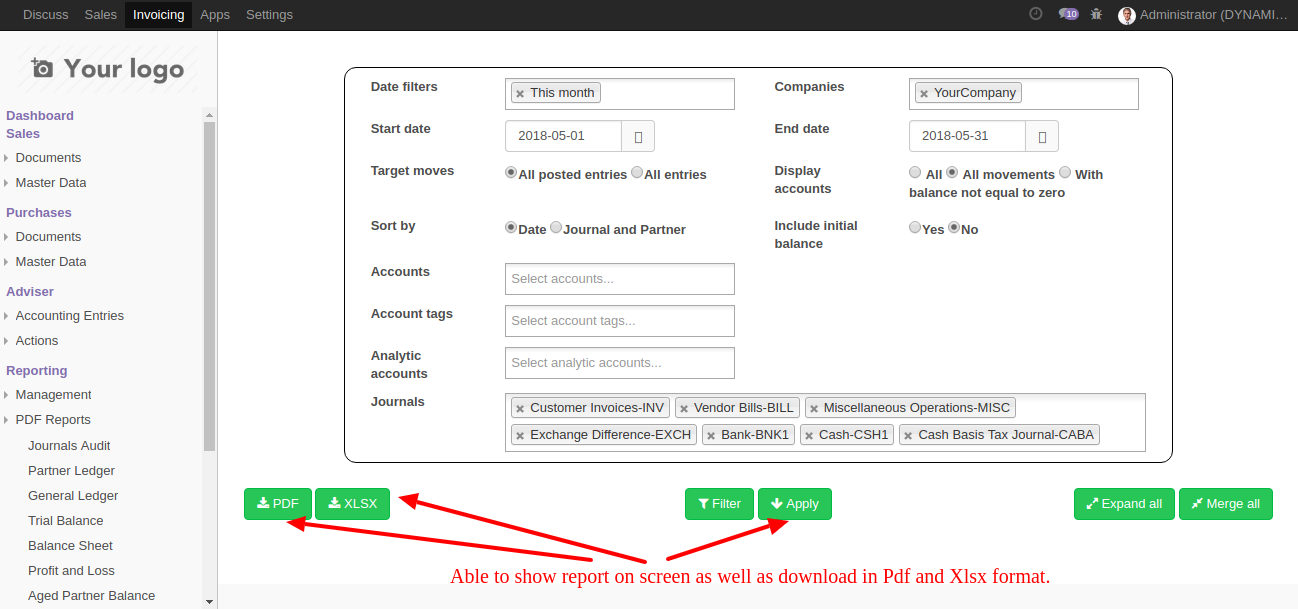 Discuss Sales Invoicing Apps Settings 10 Administrator (DYNAMI...
Your logo
Dashboard
Sales
Documents
Master Data
Purchases
Documents
Master Data
Adviser
Accounting Entries
Actions
Reporting
Management
PDF Reports
Journals Audit
Partner Ledger
General Ledger
Trial Balance
Balance Sheet
Profit and Loss
Aged Partner Balance
Date filters × This month Companies × YourCompany
Start date 2018-05-01 End date 2018-05-31
Target moves All posted entries All entries Display accounts All All movements With
balance not equal to zero
Sort by Date Journal and Partner Include initial balance Yes No
Accounts Select accounts...
Account tags Select account tags...
Analytic accounts Select analytic accounts...
Journals × Customer Invoices-INV × Vendor Bills-BILL × Miscellaneous Operations-MISC
× Exchange Difference-EXCH × Bank-BNK1 × Cash-CSH1 × Cash Basis Tax Journal-CABA
PDF XLSX Filter Apply Expand all Merge all
Able to show report on screen as well as download in Pdf and Xlsx format.